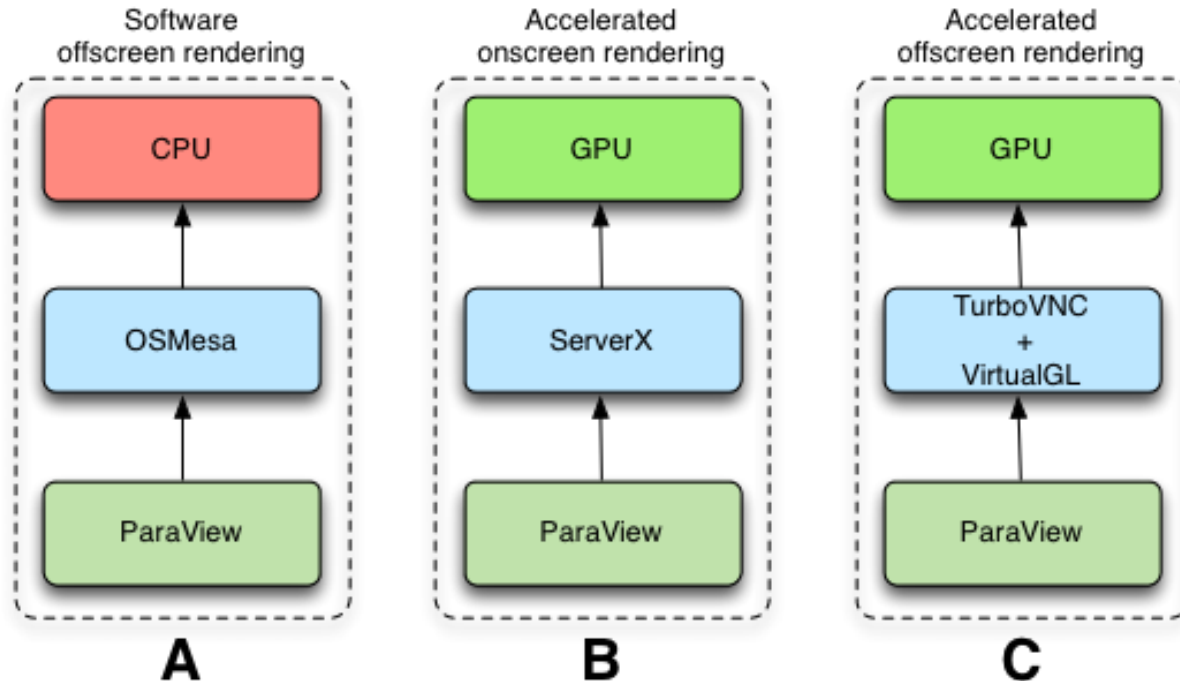 Software
offscreen rendering
CPU
OSMesa
ParaView
A
Accelerated
onscreen rendering
GPU
ServerX
ParaView
B
Accelerated
offscreen rendering
GPU
TurboVNC
+
VirtualGL
ParaView
C